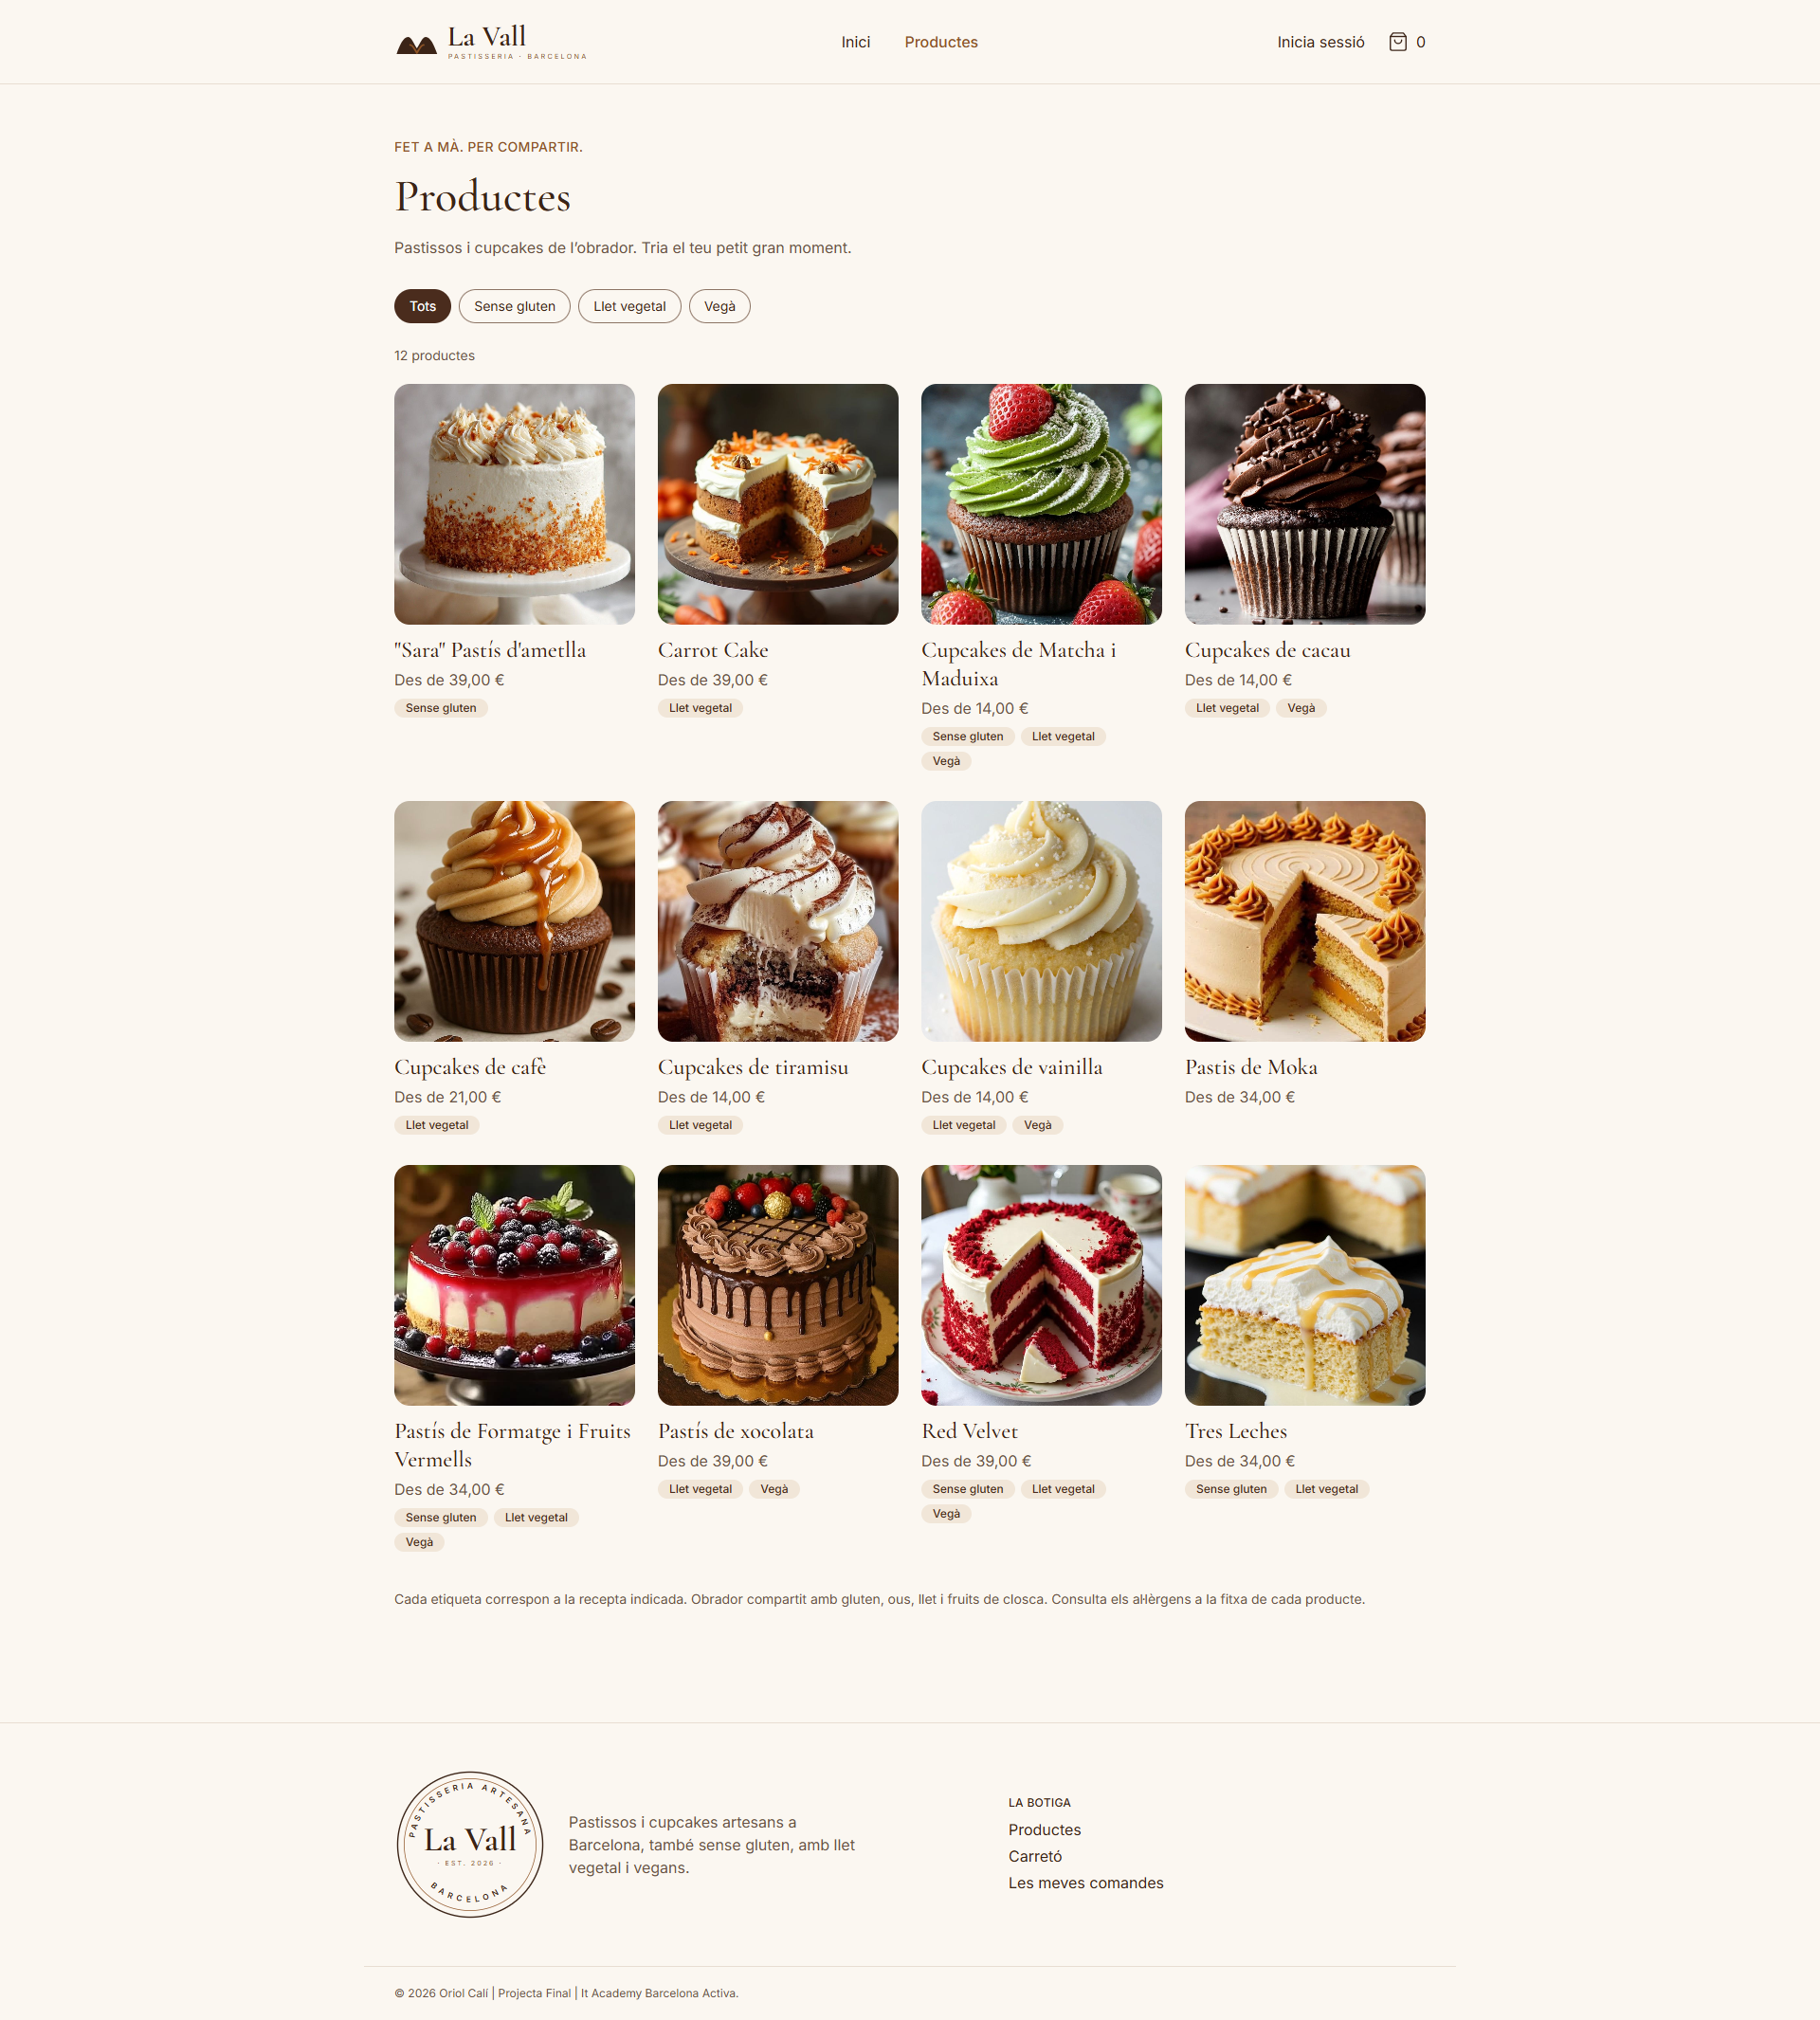 La Vall
PASTISSERIA · BARCELONA
Inici
Productes
Inicia sessió
0
FET A MÀ. PER COMPARTIR.
Productes
Pastissos i cupcakes de l’obrador. Tria el teu petit gran moment.
Tots
Sense gluten
Llet vegetal
Vegà
12 productes
"Sara" Pastís d'ametlla
Des de 39,00 €
Sense gluten
Carrot Cake
Des de 39,00 €
Llet vegetal
Cupcakes de Matcha i
Maduixa
Des de 14,00 €
Sense gluten
Llet vegetal
Vegà
Cupcakes de cacau
Des de 14,00 €
Llet vegetal
Vegà
Cupcakes de cafè
Des de 21,00 €
Llet vegetal
Cupcakes de tiramisu
Des de 14,00 €
Llet vegetal
Cupcakes de vainilla
Des de 14,00 €
Llet vegetal
Vegà
Pastis de Moka
Des de 34,00 €
Pastís de Formatge i Fruits
Vermells
Des de 34,00 €
Sense gluten
Llet vegetal
Vegà
Pastís de xocolata
Des de 39,00 €
Llet vegetal
Vegà
Red Velvet
Des de 39,00 €
Sense gluten
Llet vegetal
Vegà
Tres Leches
Des de 34,00 €
Sense gluten
Llet vegetal
Cada etiqueta correspon a la recepta indicada. Obrador compartit amb gluten, ous, llet i fruits de closca. Consulta els al·lèrgens a la fitxa de cada producte.
PASTISSERIA ARTESANA
La Vall
· EST. 2026 ·
BARCELONA
Pastissos i cupcakes artesans a
Barcelona, també sense gluten, amb llet
vegetal i vegans.
LA BOTIGA
Productes
Carretó
Les meves comandes
© 2026 Oriol Calí | Projecta Final | It Academy Barcelona Activa.